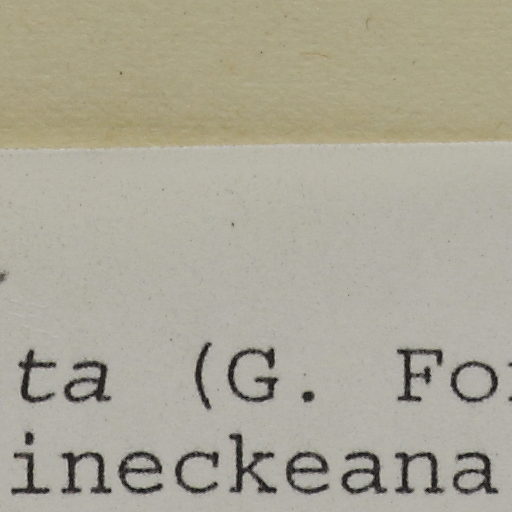 ta (G. Fo
ineckeana